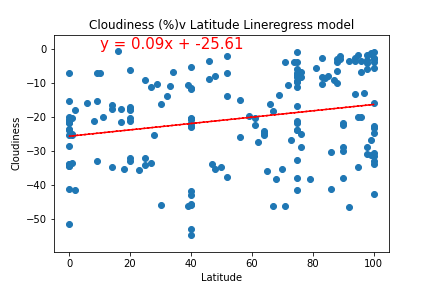 Cloudiness (%)v Latitude Lineregress model
y = 0.09x + -25.61
0
−10
−20
−30
−40
−50
Cloudiness
0 20 40 60 80 100
Latitude